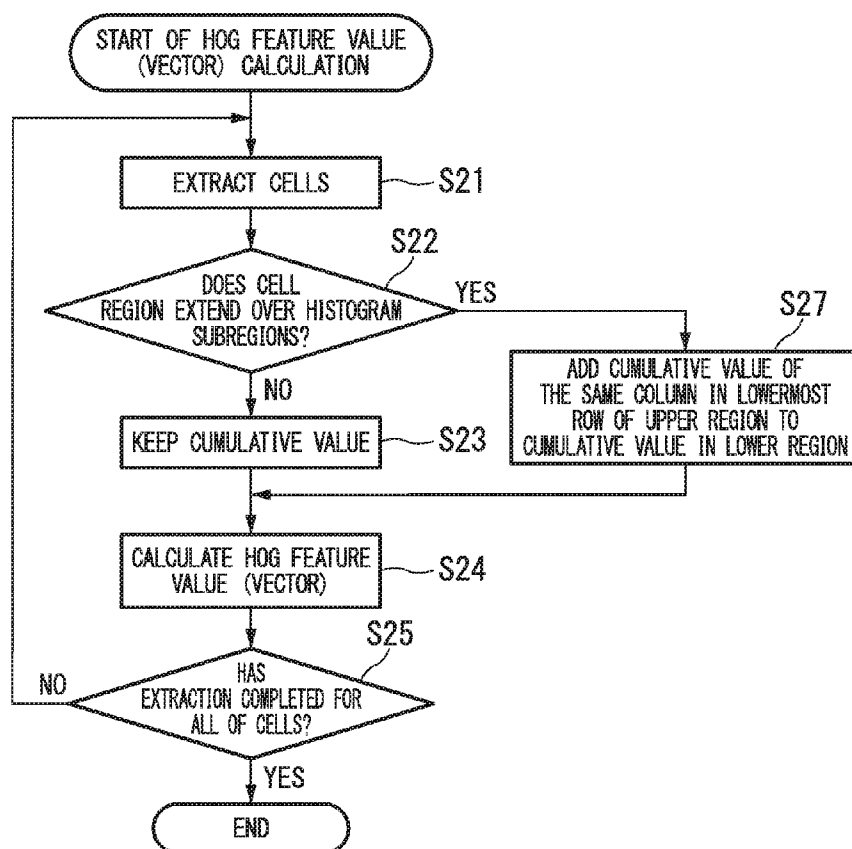 START OF HOG FEATURE VALUE
(VECTOR) CALCULATION
EXTRACT CELLS
S21
S22
DOES CELL
REGION EXTEND OVER HISTOGRAM
SUBREGIONS?
YES
S27
ADD CUMULATIVE VALUE OF
THE SAME COLUMN IN LOWERMOST
ROW OF UPPER REGION TO
CUMULATIVE VALUE IN LOWER REGION
NO
KEEP CUMULATIVE VALUE
S23
CALCULATE HOG FEATURE
VALUE (VECTOR)
S24
S25
HAS
EXTRACTION COMPLETED FOR
ALL OF CELLS?
NO
YES
END